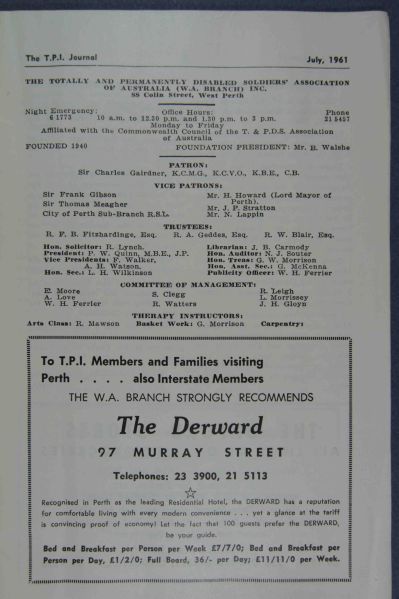 The T.P.I. Journal July, 1961
THE TOTALLY AND PERMANENTLY DISABLED SOLDIERS' ASSOCIATION
OF AUSTRALIA (W.A. BRANCH) INC.
88 Colin Street, West Perth
Night Emergency: Office Hours: Phone
6 1773 10 a.m. to 12.30 p.m. and 1.30 p.m. to 3 p.m. 21 5457
Monday to Friday
Affiliated with the Commonwealth Council of the T. & P.D.S. Association
of Australia
FOUNDED 1940 FOUNDATION PRESIDENT: Mr. B. Walshe
PATRON:
Sir Charles Gairdner, K.C.M.G., K.C.V.O., K.B.E., C.B.
VICE PATRONS:
Sir Frank Gibson Mr. H. Howard (Lord Mayor of
Perth).
Sir Thomas Meagher Mr. J. P. Stratton
City of Perth Sub-Branch R.S.L. Mr. N. Lappin
TRUSTEES:
R. F. B. Fitzhardinge, Esq. R. A. Geddes, Esq. R. W. Blair, Esq.
Hon. Solicitor: R. Lynch. Librarian: J. B. Carmody
President: P. W. Quinn, M.B.E., J.P. Hon. Auditor: N. J. Souter
Vice Presidents: F. Walker, Hon. Treas: G. W. Morrison
A. H. Watson. Hon. Asst. Sec.: G. McKenna
Hon. Sec.: L. H. Wilkinson Publicity Officer: W. H. Ferrier
COMMITTEE OF MANAGEMENT:
E. Moore S. Clegg R. Leigh
A. Love L. Morrissey
W. H. Ferrier R. Watters J. H. Gloyn
THERAPY INSTRUCTORS:
Arts Class: R. Mawson Basket Work: G. Morrison Carpentry:
To T.P.I. Members and Families visiting
Perth . . . . also Interstate Members
THE W.A. BRANCH STRONGLY RECOMMENDS
The Derward
97 MURRAY STREET
Telephones: 23 3900, 21 5113
Recognised in Perth as the leading Residential Hotel, the DERWARD has a reputation
for comfortable living with every modern convenience . . . yet a glance at the tariff
is convincing proof of economy! Let the fact that 100 guests prefer the DERWARD,
be your guide.
Bed and Breakfast per Person per Week £7/7/0; Bed and Breakfast per
Person per Day, £1/2/0; Full Board, 36/- per Day; £11/11/0 per Week.